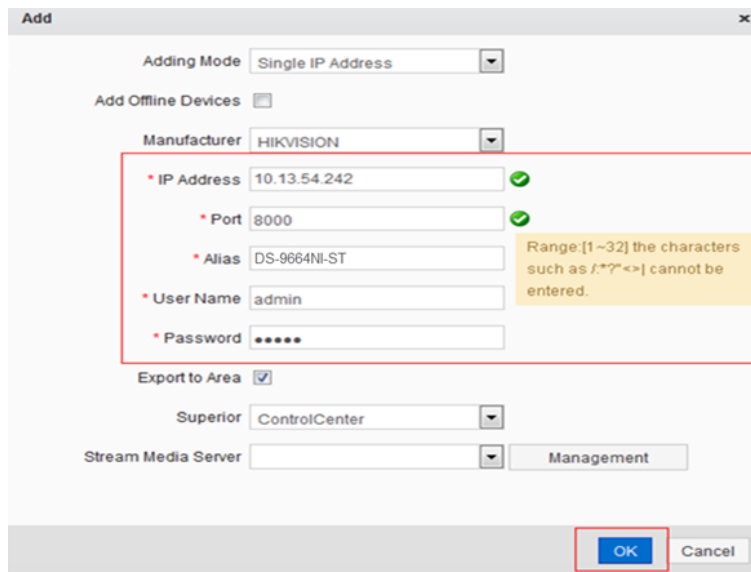 Add x
Adding Mode Single IP Address
Add Offline Devices
Manufacturer HIKVISION
* IP Address 10.13.54.242
* Port 8000
* Alias DS-9664NI-ST
Range:[1~32] the characters
such as /:*?"<>| cannot be
entered.
* User Name admin
* Password •••••
Export to Area
Superior ControlCenter
Stream Media Server Management
OK Cancel